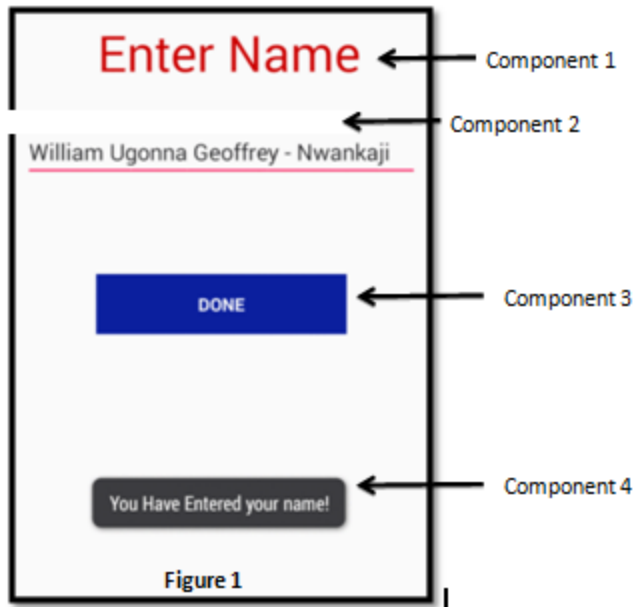 Enter Name
Component 1
Component 2
William Ugonna Geoffrey - Nwankaji
DONE
Component 3
You Have Entered your name!
Component 4
Figure 1